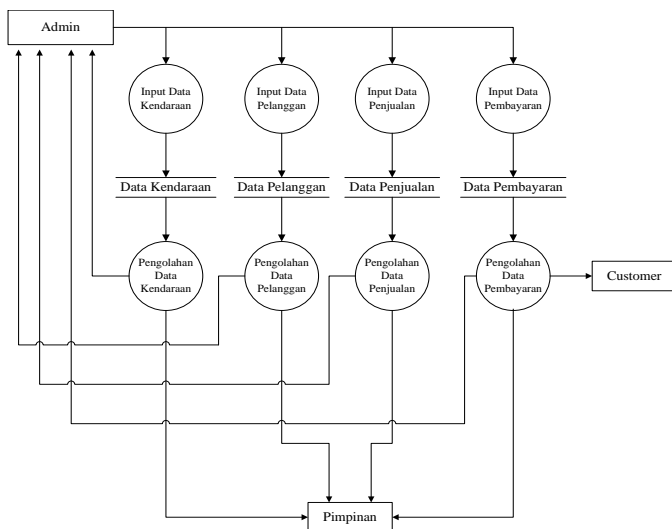 Admin
Input Data
Kendaraan
Input Data
Pelanggan
Input Data
Penjualan
Input Data
Pembayaran
Data Kendaraan
Data Pelanggan
Data Penjualan
Data Pembayaran
Pengolahan
Data
Kendaraan
Pengolahan
Data
Pelanggan
Pengolahan
Data
Penjualan
Pengolahan
Data
Pembayaran
Customer
Pimpinan